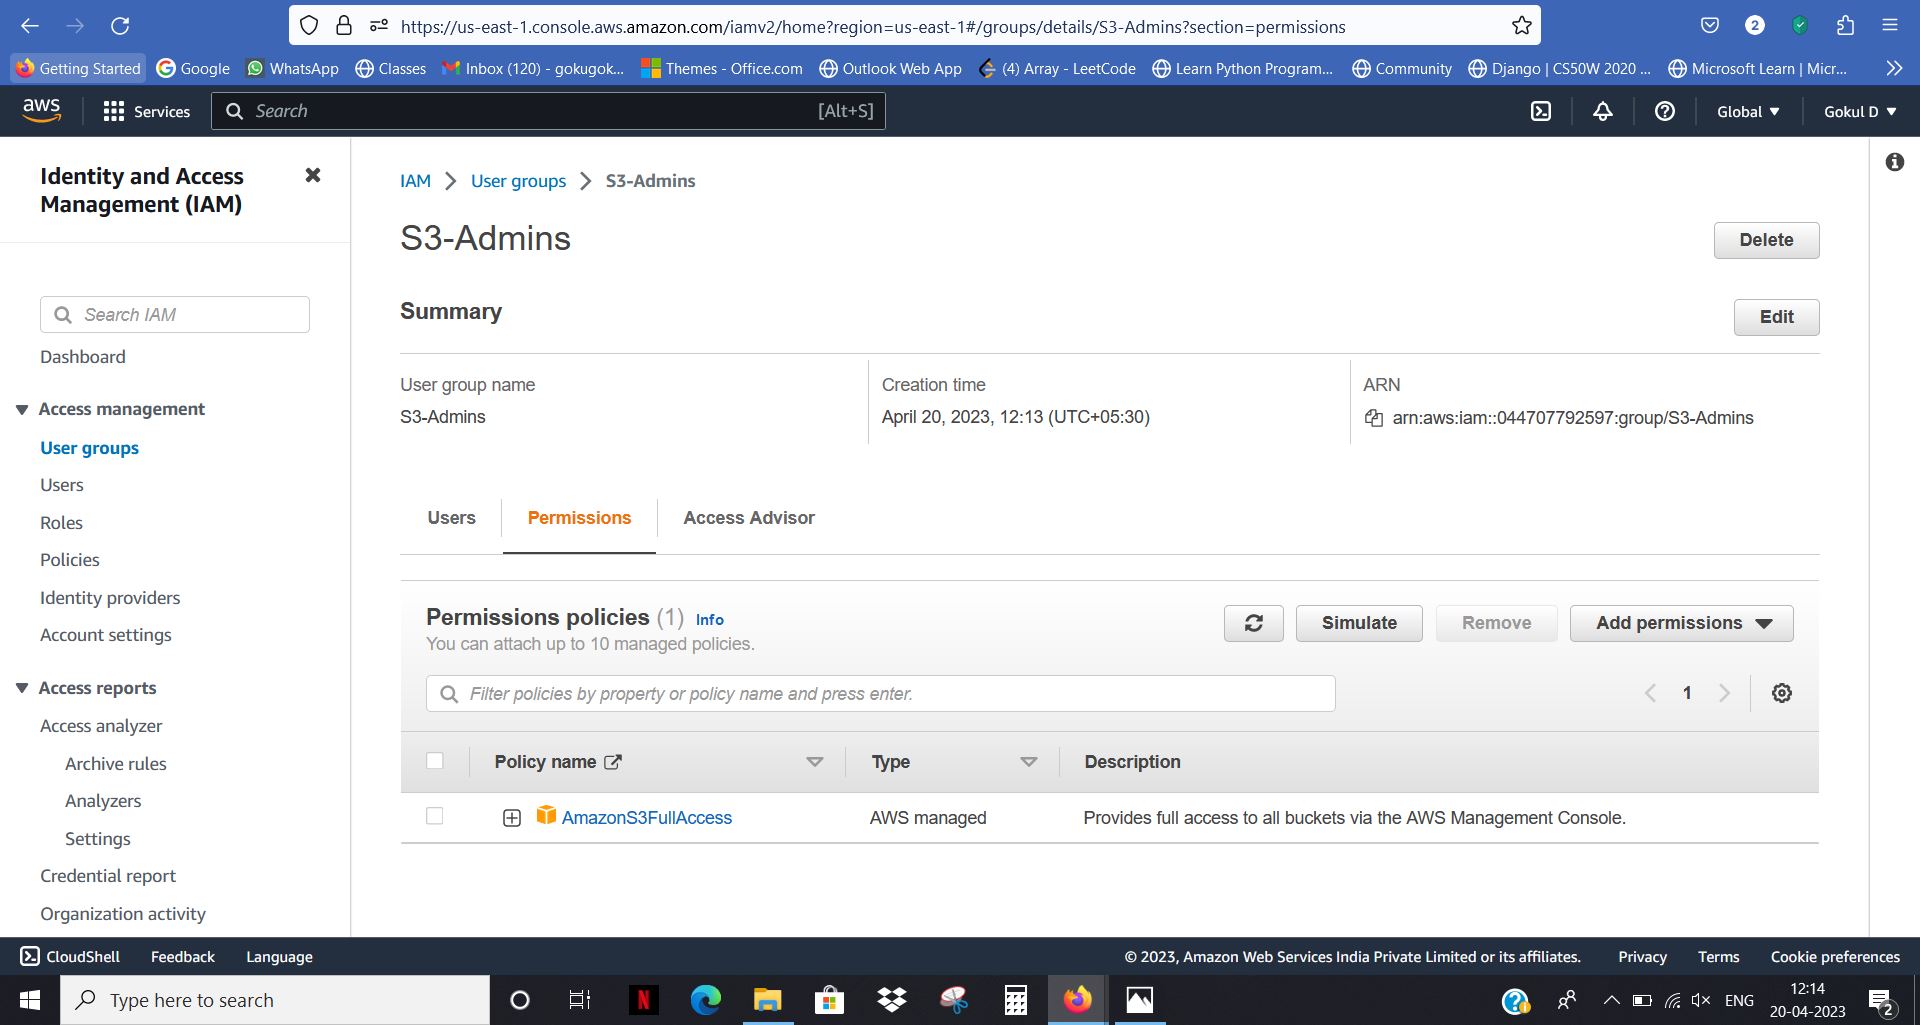 https://us-east-1.console.aws.amazon.com/iamv2/home?region=us-east-1#/groups/details/S3-Admins?section=permissions
2
Getting Started
Google
WhatsApp
Classes
Inbox (120) - gokugok...
Themes - Office.com
Outlook Web App
(4) Array - LeetCode
Learn Python Program...
Community
Django | CS50W 2020 ...
Microsoft Learn | Micr...
aws
Services
Search
[Alt+S]
Global
Gokul D
Identity and Access
Management (IAM)
Search IAM
Dashboard
Access management
User groups
Users
Roles
Policies
Identity providers
Account settings
Access reports
Access analyzer
Archive rules
Analyzers
Settings
Credential report
Organization activity
IAM > User groups > S3-Admins
S3-Admins
Delete
Summary
Edit
User group name
S3-Admins
Creation time
April 20, 2023, 12:13 (UTC+05:30)
ARN
arn:aws:iam::044707792597:group/S3-Admins
Users
Permissions
Access Advisor
Permissions policies (1) Info
You can attach up to 10 managed policies.
Simulate
Remove
Add permissions
Filter policies by property or policy name and press enter.
1
Policy name
Type
Description
AmazonS3FullAccess
AWS managed
Provides full access to all buckets via the AWS Management Console.
CloudShell
Feedback
Language
© 2023, Amazon Web Services India Private Limited or its affiliates.
Privacy
Terms
Cookie preferences
Type here to search
N
ENG
12:14
20-04-2023
2